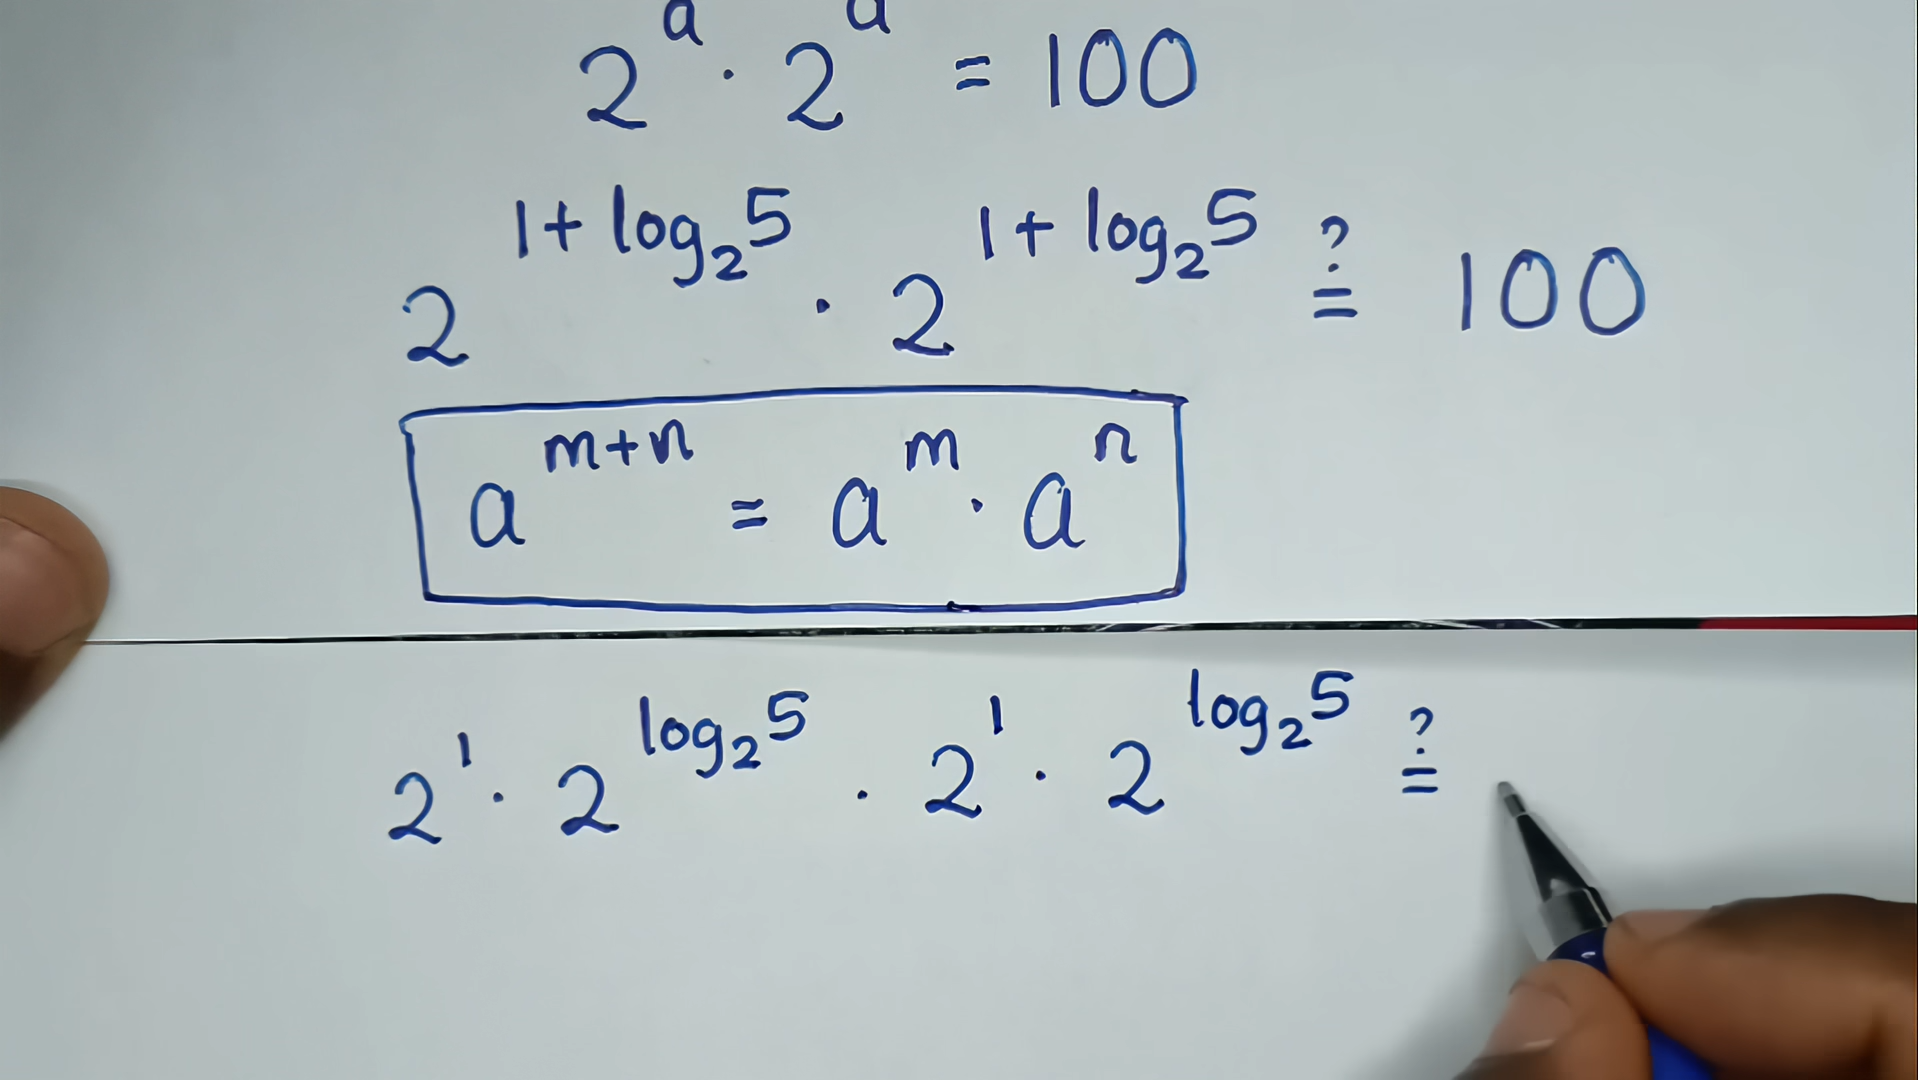 2^a · 2^a = 100
2^(1+log₂5) · 2^(1+log₂5) ≟ 100
a^(m+n) = a^m · a^n
2^1 · 2^(log₂5) · 2^1 · 2^(log₂5) ≟